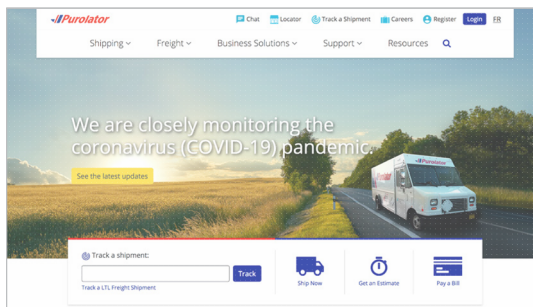 Purolator
Chat Locator Track a Shipment Careers Register Login FR
Shipping Freight Business Solutions Support Resources
We are closely monitoring the
coronavirus (COVID-19) pandemic.
Purolator
See the latest updates
Track a shipment:
Track
Track a LTL Freight Shipment
Ship Now
Get an Estimate
Pay a Bill